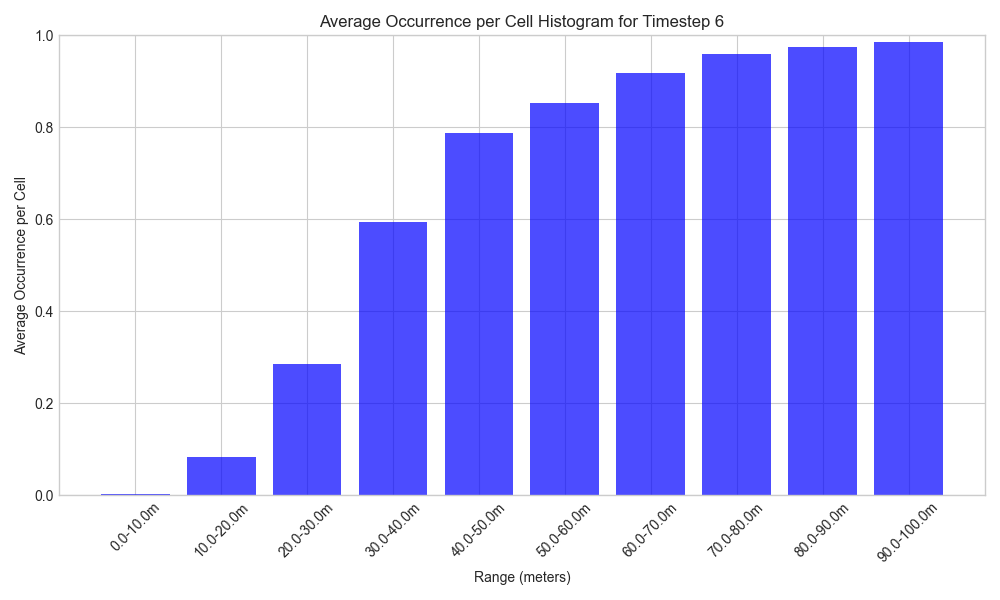 Average Occurrence per Cell Histogram for Timestep 6
Average Occurrence per Cell
1.0
0.8
0.6
0.4
0.2
0.0
0.0-10.0m
10.0-20.0m
20.0-30.0m
30.0-40.0m
40.0-50.0m
50.0-60.0m
60.0-70.0m
70.0-80.0m
80.0-90.0m
90.0-100.0m
Range (meters)